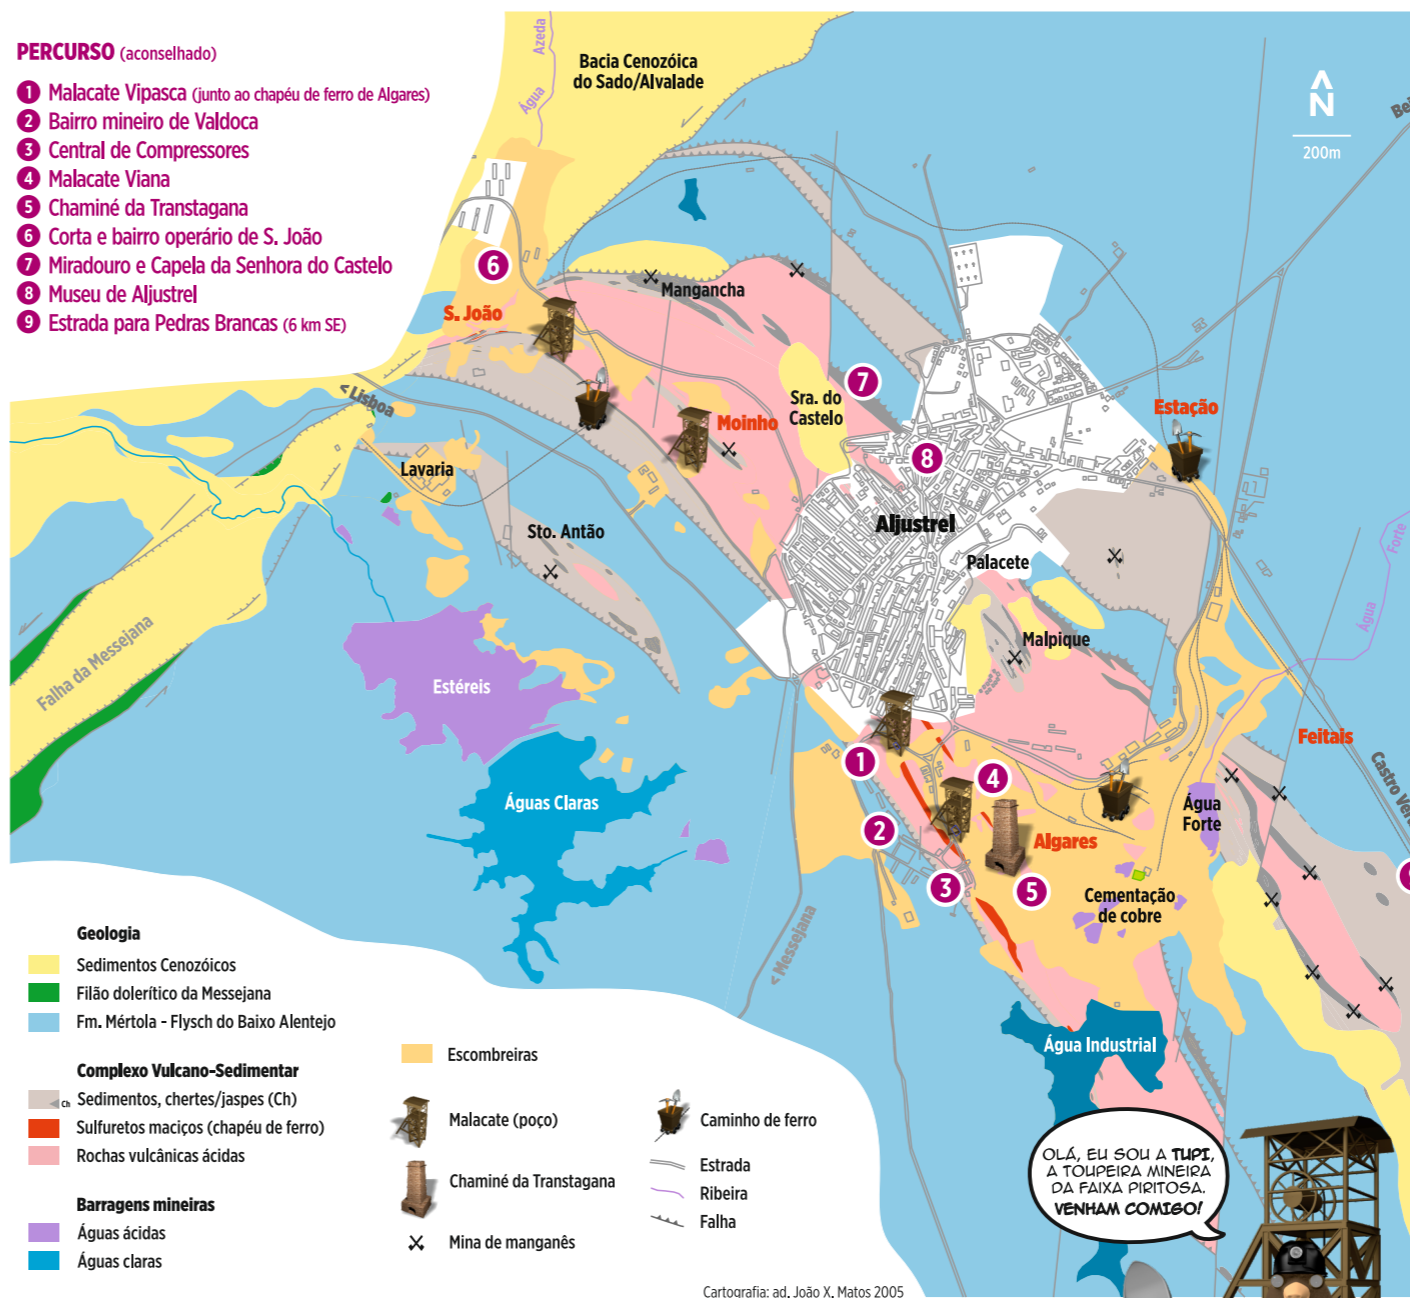 PERCURSO (aconselhado)
1 Malacate Vipasca (junto ao chapéu de ferro de Algares)
2 Bairro mineiro de Valdoca
3 Central de Compressores
4 Malacate Viana
5 Chaminé da Transtagana
6 Corta e bairro operário de S. João
7 Miradouro e Capela da Senhora do Castelo
8 Museu de Aljustrel
9 Estrada para Pedras Brancas (6 km SE)
Água Azeda
Bacia Cenozóica
do Sado/Alvalade
N
200m
6
S. João
Mangancha
< Lisboa
Moinho
Sra. do
Castelo
7
8
Estação
Lavaria
Sto. Antão
Aljustrel
Palacete
Água Forte
Malpique
Falha da Messejana
Estéreis
Feitais
Castro
1
4
Águas Claras
Água
Forte
2
Algares
3
5
Cementação
de cobre
< Messejana
Água Industrial
Geologia
Sedimentos Cenozóicos
Filão dolerítico da Messejana
Fm. Mértola - Flysch do Baixo Alentejo
Complexo Vulcano-Sedimentar
Ch Sedimentos, chertes/jaspes (Ch)
Sulfuretos maciços (chapéu de ferro)
Rochas vulcânicas ácidas
Barragens mineiras
Águas ácidas
Águas claras
Escombreiras
Malacate (poço)
Chaminé da Transtagana
Mina de manganês
Caminho de ferro
Estrada
Ribeira
Falha
OLÁ, EU SOU A TUPI,
A TOUPEIRA MINEIRA
DA FAIXA PIRITOSA.
VENHAM COMIGO!
Cartografia: ad. João X. Matos 2005